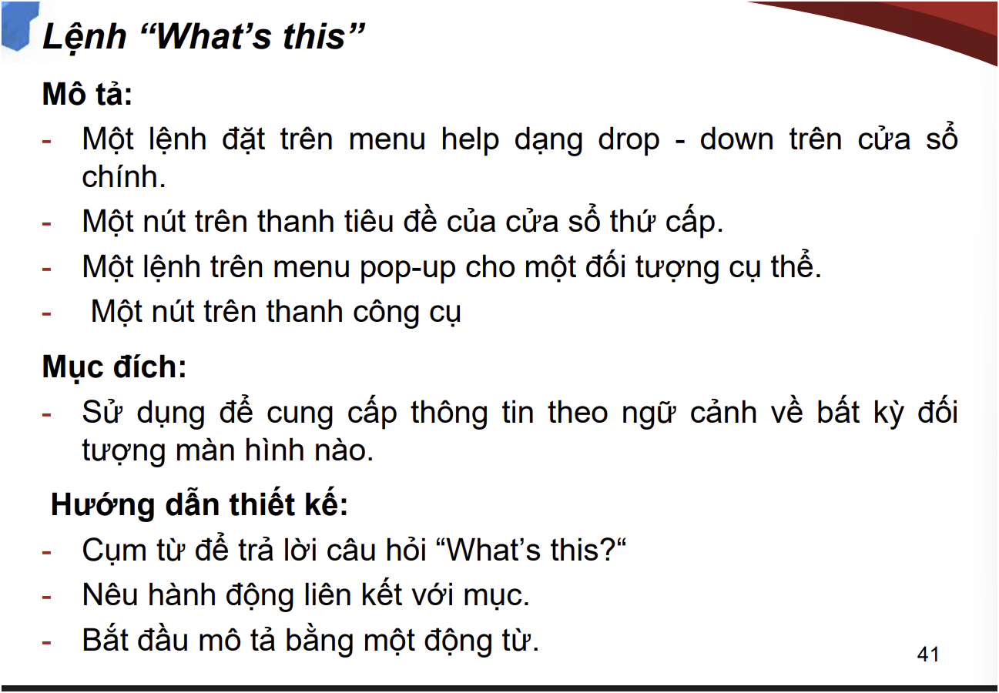 Lệnh “What’s this”
Mô tả:
- Một lệnh đặt trên menu help dạng drop - down trên cửa sổ
chính.
- Một nút trên thanh tiêu đề của cửa sổ thứ cấp.
- Một lệnh trên menu pop-up cho một đối tượng cụ thể.
- Một nút trên thanh công cụ
Mục đích:
- Sử dụng để cung cấp thông tin theo ngữ cảnh về bất kỳ đối
tượng màn hình nào.
Hướng dẫn thiết kế:
- Cụm từ để trả lời câu hỏi “What’s this?“
- Nêu hành động liên kết với mục.
- Bắt đầu mô tả bằng một động từ.
41